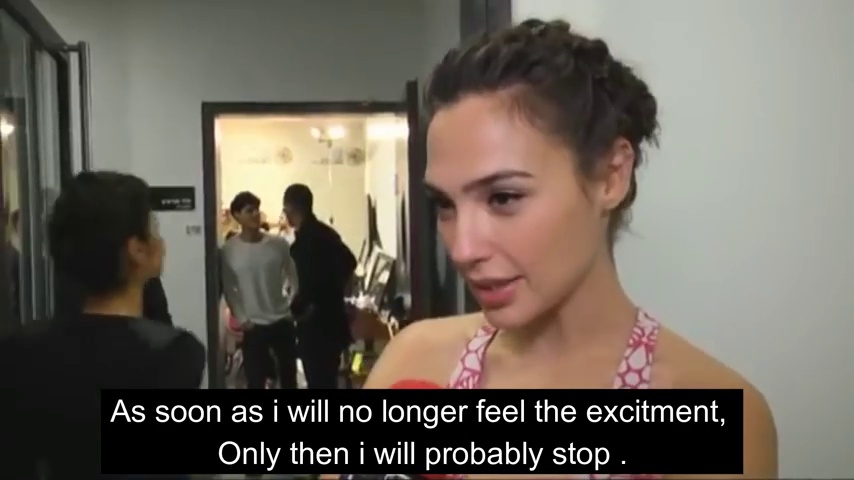 As soon as i will no longer feel the excitment,
Only then i will probably stop .